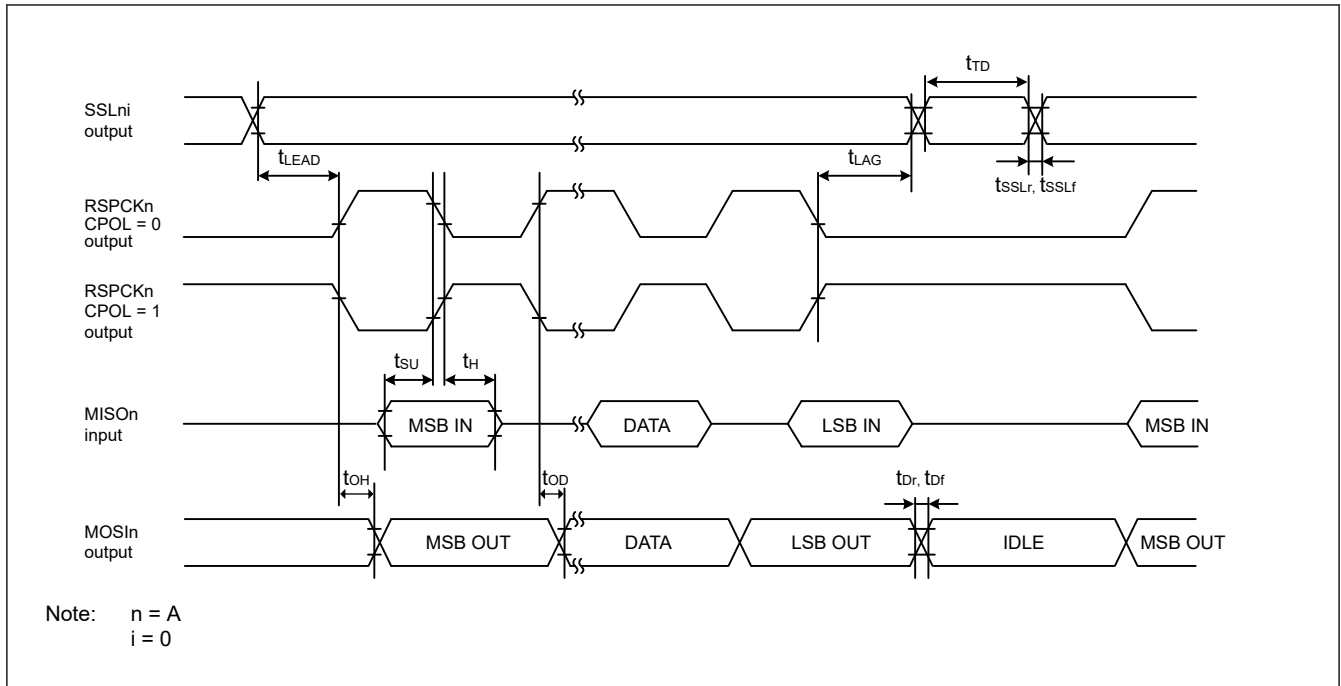 tTD
SSLni
output
tLEAD
tLAG
tSSLr, tSSLf
RSPCKn
CPOL = 0
output
RSPCKn
CPOL = 1
output
tSU
tH
MISOn
input
MSB IN
DATA
LSB IN
MSB IN
tOH
tOD
tDr, tDf
MOSIn
output
MSB OUT
DATA
LSB OUT
IDLE
MSB OUT
Note: n = A
i = 0